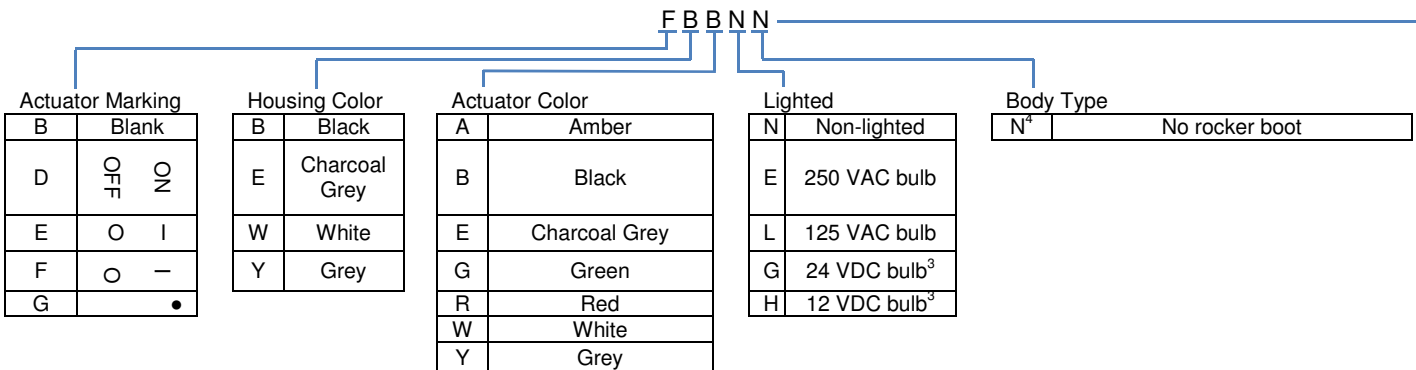 F B B N N
Actuator Marking
B Blank
D OFF ON
E O I
F O –
G ●
Housing Color
B Black
E Charcoal
Grey
W White
Y Grey
Actuator Color
A Amber
B Black
E Charcoal Grey
G Green
R Red
W White
Y Grey
Lighted
N Non-lighted
E 250 VAC bulb
L 125 VAC bulb
G 24 VDC bulb³
H 12 VDC bulb³
Body Type
N⁴ No rocker boot